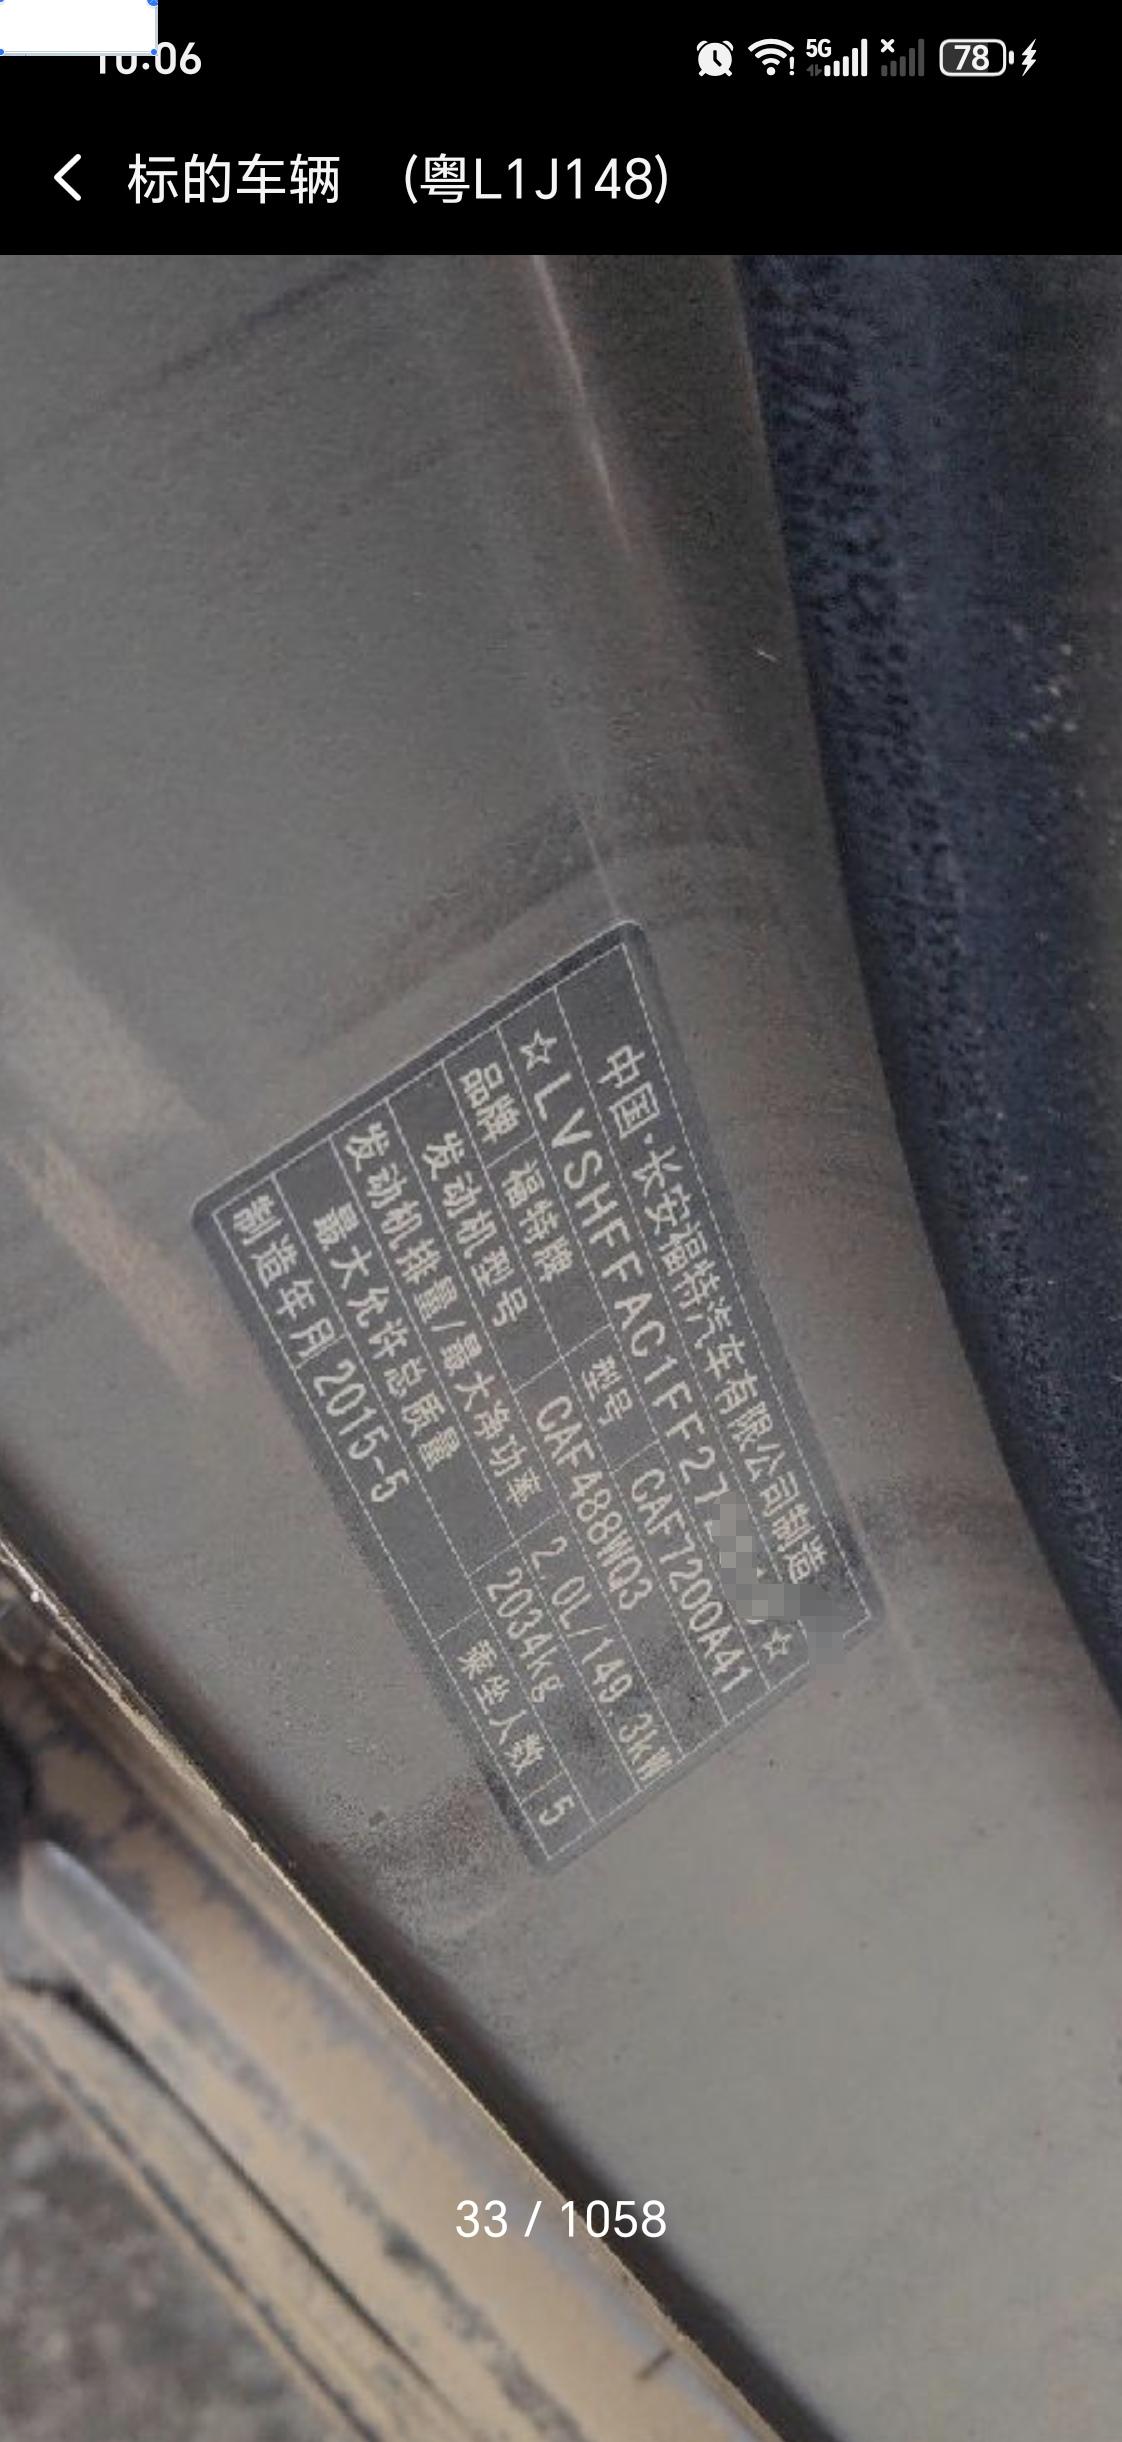 10:06
5G
78
标的车辆 (粤L1J148)
中国·长安福特汽车有限公司制造
☆LVSHFFAC1FF27 ☆
品牌 福特牌 型号 CAF7200A41
发动机型号 CAF488WQ3
发动机排量/最大净功率 2.0L/149.3kW
最大允许总质量 2034kg
制造年月 2015-5 乘坐人数 5
33 / 1058